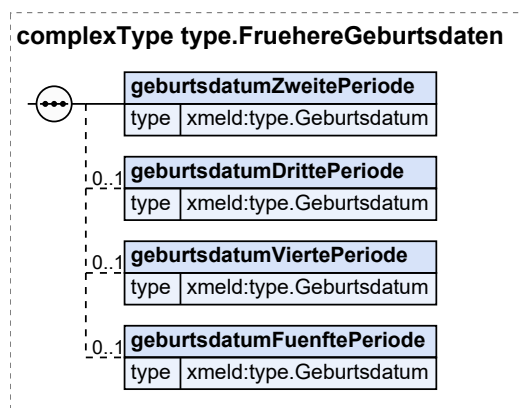 complexType type.FruehereGeburtsdaten
geburtsdatumZweitePeriode
type xmeld:type.Geburtsdatum
0..1 geburtsdatumDrittePeriode
type xmeld:type.Geburtsdatum
0..1 geburtsdatumViertePeriode
type xmeld:type.Geburtsdatum
0..1 geburtsdatumFuenftePeriode
type xmeld:type.Geburtsdatum